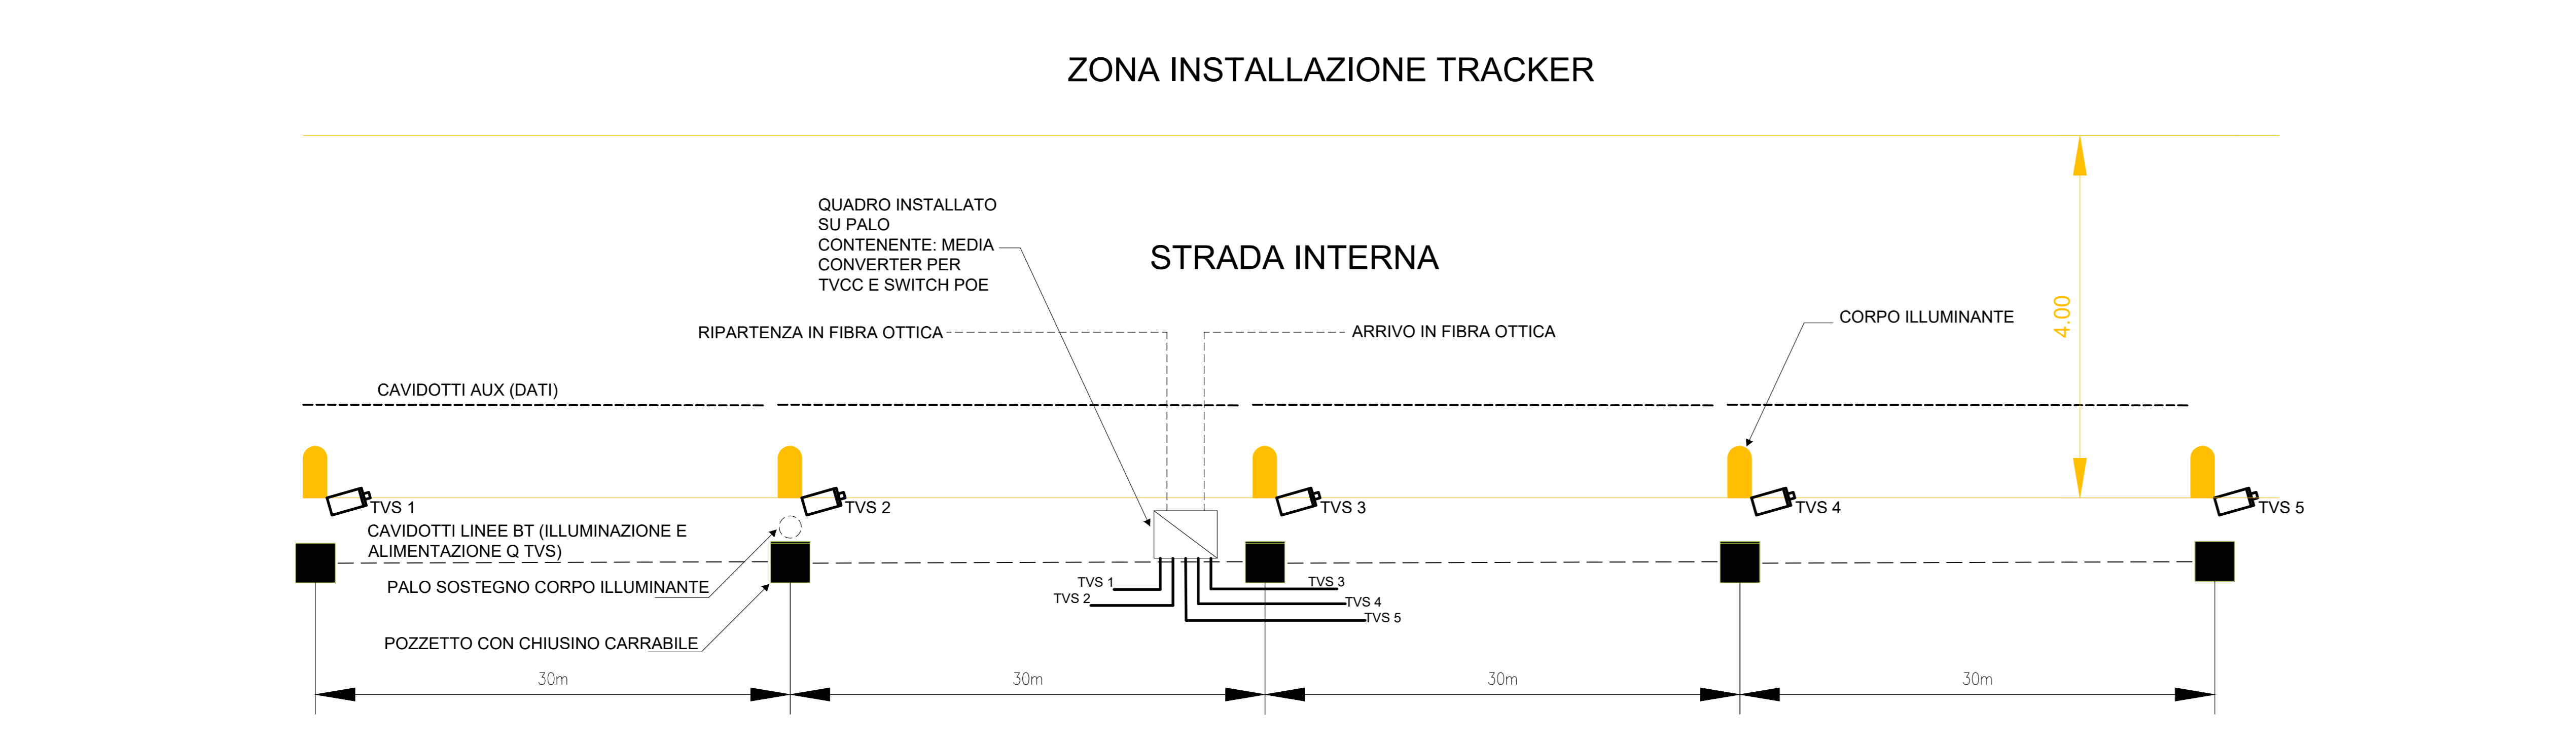 ZONA INSTALLAZIONE TRACKER
QUADRO INSTALLATO
SU PALO
CONTENENTE: MEDIA
CONVERTER PER
TVCC E SWITCH POE
STRADA INTERNA
4.00
CORPO ILLUMINANTE
RIPARTENZA IN FIBRA OTTICA
ARRIVO IN FIBRA OTTICA
CAVIDOTTI AUX (DATI)
TVS 1
TVS 2
TVS 3
TVS 4
TVS 5
CAVIDOTTI LINEE BT (ILLUMINAZIONE E
ALIMENTAZIONE Q TVS)
PALO SOSTEGNO CORPO ILLUMINANTE
TVS 1
TVS 2
TVS 3
TVS 4
TVS 5
POZZETTO CON CHIUSINO CARRABILE
30m
30m
30m
30m